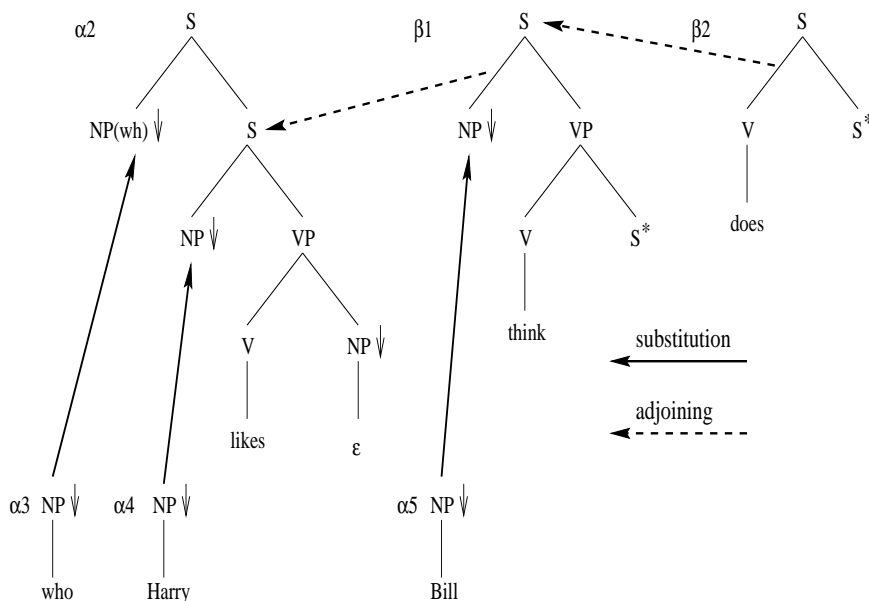 α2 S β1 S β2 S
NP(wh)↓ S NP↓ VP V S*
NP↓ VP V S* does
V NP↓ think substitution
likes ε adjoining
α3 NP↓ α4 NP↓ α5 NP↓
who Harry Bill